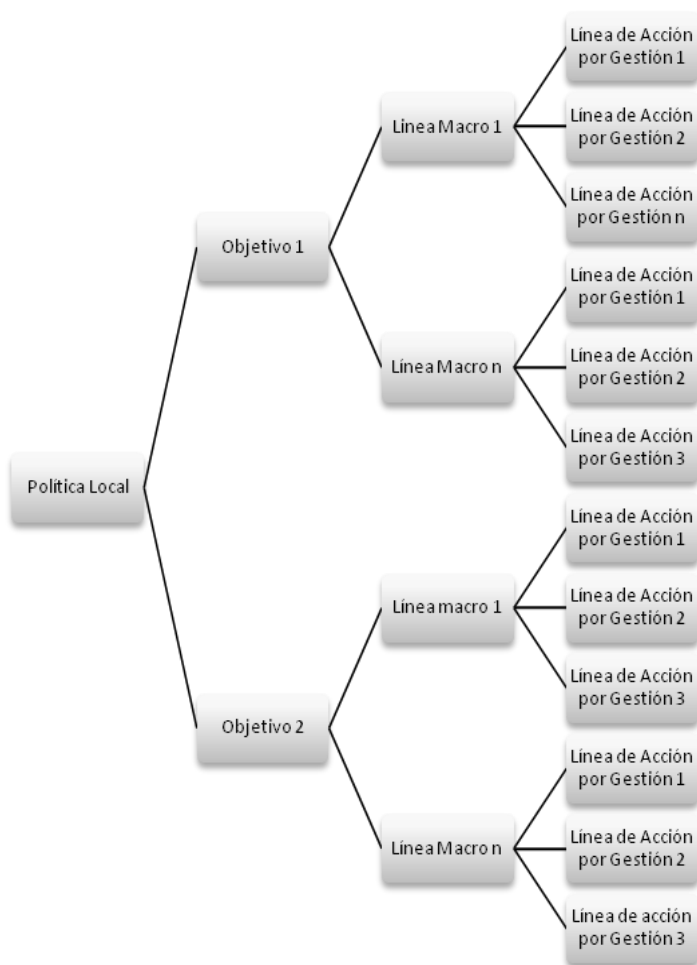 Política Local
Objetivo 1
Linea Macro 1
Línea de Acción
por Gestión 1
Línea de Acción
por Gestión 2
Línea de Acción
por Gestión n
Línea Macro n
Línea de Acción
por Gestión 1
Línea de Acción
por Gestión 2
Línea de Acción
por Gestión 3
Objetivo 2
Línea macro 1
Línea de Acción
por Gestión 1
Línea de Acción
por Gestión 2
Línea de Acción
por Gestión 3
Línea Macro n
Línea de Acción
por Gestión 1
Línea de Acción
por Gestión 2
Línea de acción
por Gestión 3